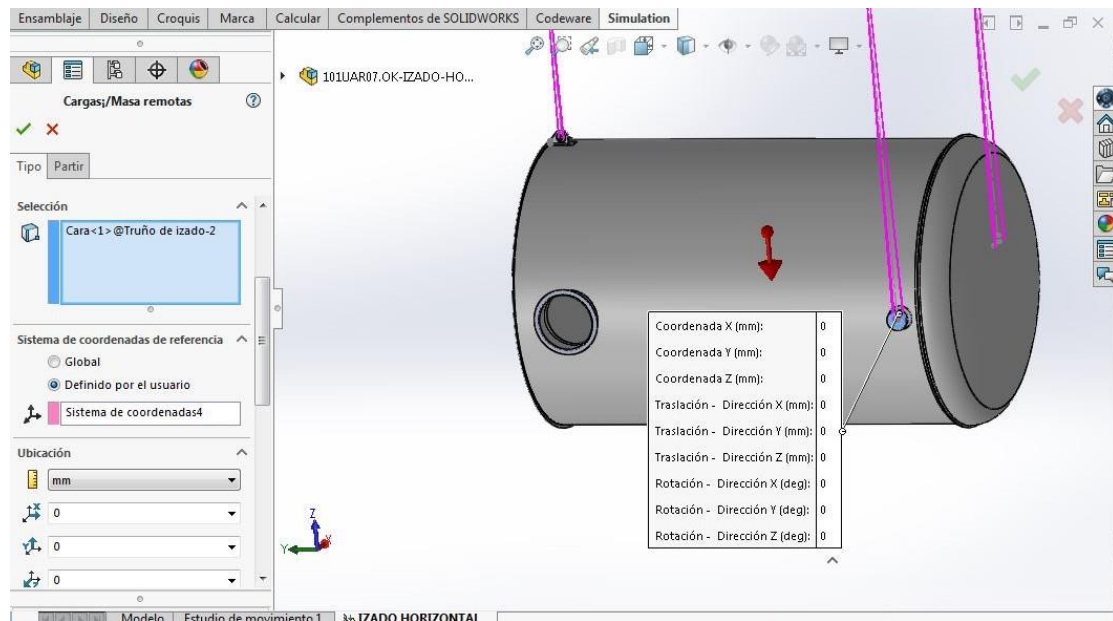 Ensamblaje Diseño Croquis Marca Calcular Complementos de SOLIDWORKS Codeware Simulation
101UAR07.OK-IZADO-HO...
Cargas;/Masa remotas
Tipo Partir
Selección
Cara<1>@Truño de izado-2
Sistema de coordenadas de referencia
Global
Definido por el usuario
Sistema de coordenadas4
Ubicación
mm
0
0
0
Coordenada X (mm): 0
Coordenada Y (mm): 0
Coordenada Z (mm): 0
Traslación - Dirección X (mm): 0
Traslación - Dirección Y (mm): 0
Traslación - Dirección Z (mm): 0
Rotación - Dirección X (deg): 0
Rotación - Dirección Y (deg): 0
Rotación - Dirección Z (deg): 0
Z
Y X
Modelo Estudio de movimiento 1 IZADO HORIZONTAL